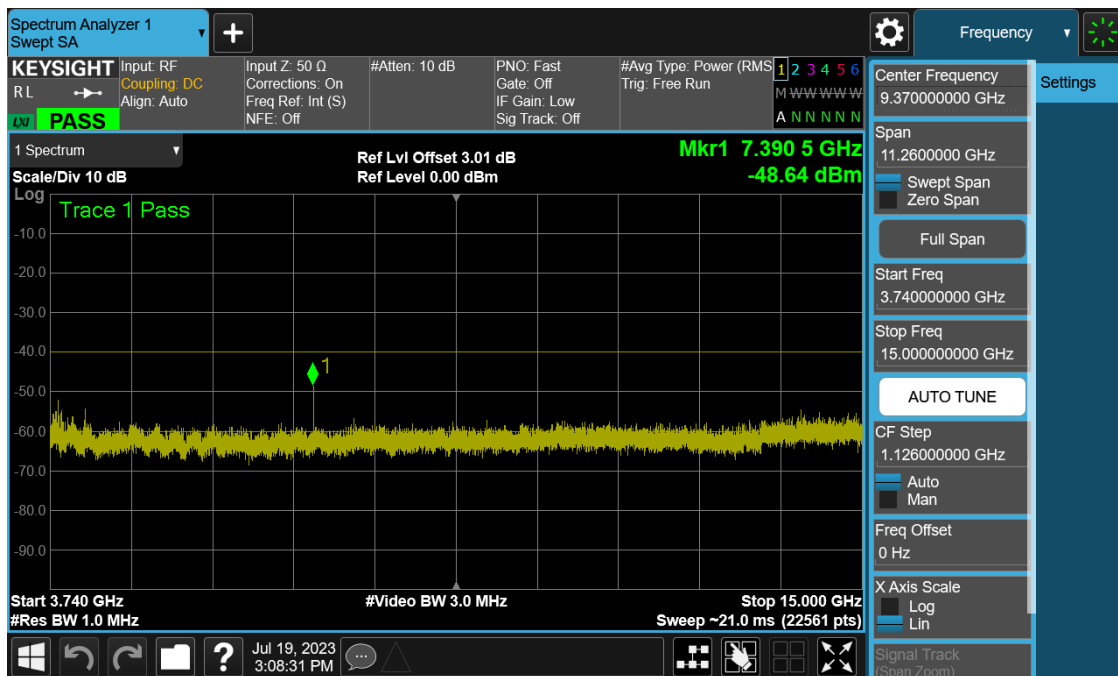 Spectrum Analyzer 1
Swept SA
Frequency
KEYSIGHT
RL
LXI PASS
Input: RF
Coupling: DC
Align: Auto
Input Z: 50 Ω
Corrections: On
Freq Ref: Int (S)
NFE: Off
#Atten: 10 dB
PNO: Fast
Gate: Off
IF Gain: Low
Sig Track: Off
#Avg Type: Power (RMS
Trig: Free Run
1 2 3 4 5 6
M W W W W W
A N N N N N
Settings
1 Spectrum
Scale/Div 10 dB
Ref Lvl Offset 3.01 dB
Ref Level 0.00 dBm
Mkr1 7.390 5 GHz
-48.64 dBm
Log
Trace 1 Pass
-10.0
-20.0
-30.0
-40.0
1
-50.0
-60.0
-70.0
-80.0
-90.0
Start 3.740 GHz
#Video BW 3.0 MHz
Stop 15.000 GHz
#Res BW 1.0 MHz
Sweep ~21.0 ms (22561 pts)
Center Frequency
9.370000000 GHz
Span
11.2600000 GHz
Swept Span
Zero Span
Full Span
Start Freq
3.740000000 GHz
Stop Freq
15.000000000 GHz
AUTO TUNE
CF Step
1.126000000 GHz
Auto
Man
Freq Offset
0 Hz
X Axis Scale
Log
Lin
Signal Track
(Span Zoom)
?
Jul 19, 2023
3:08:31 PM